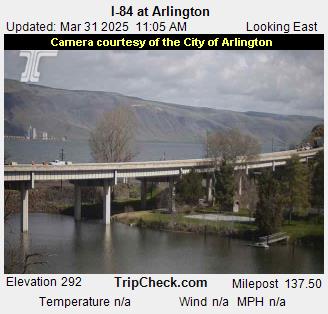 I-84 at Arlington
Updated: Mar 31 2025 11:05 AM Looking East
Camera courtesy of the City of Arlington
Elevation 292 TripCheck.com Milepost 137.50
Temperature n/a Wind n/a MPH n/a